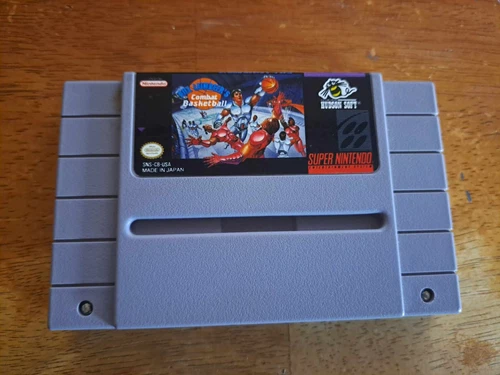 Nintendo
Combat
Basketball
HUDSON SOFT
SNS-CB-USA
MADE IN JAPAN
SUPER NINTENDO